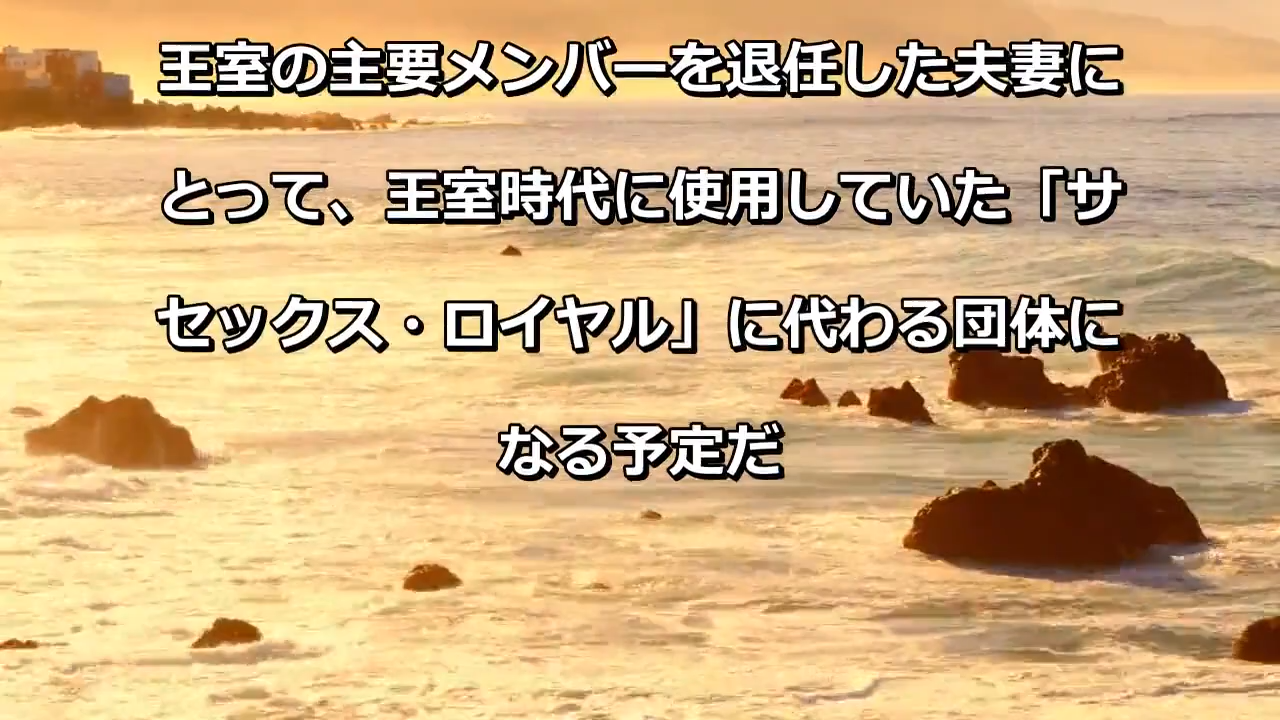 王室の主要メンバーを退任した夫妻に
とって、王室時代に使用していた「サ
セックス・ロイヤル」に代わる団体に
なる予定だ